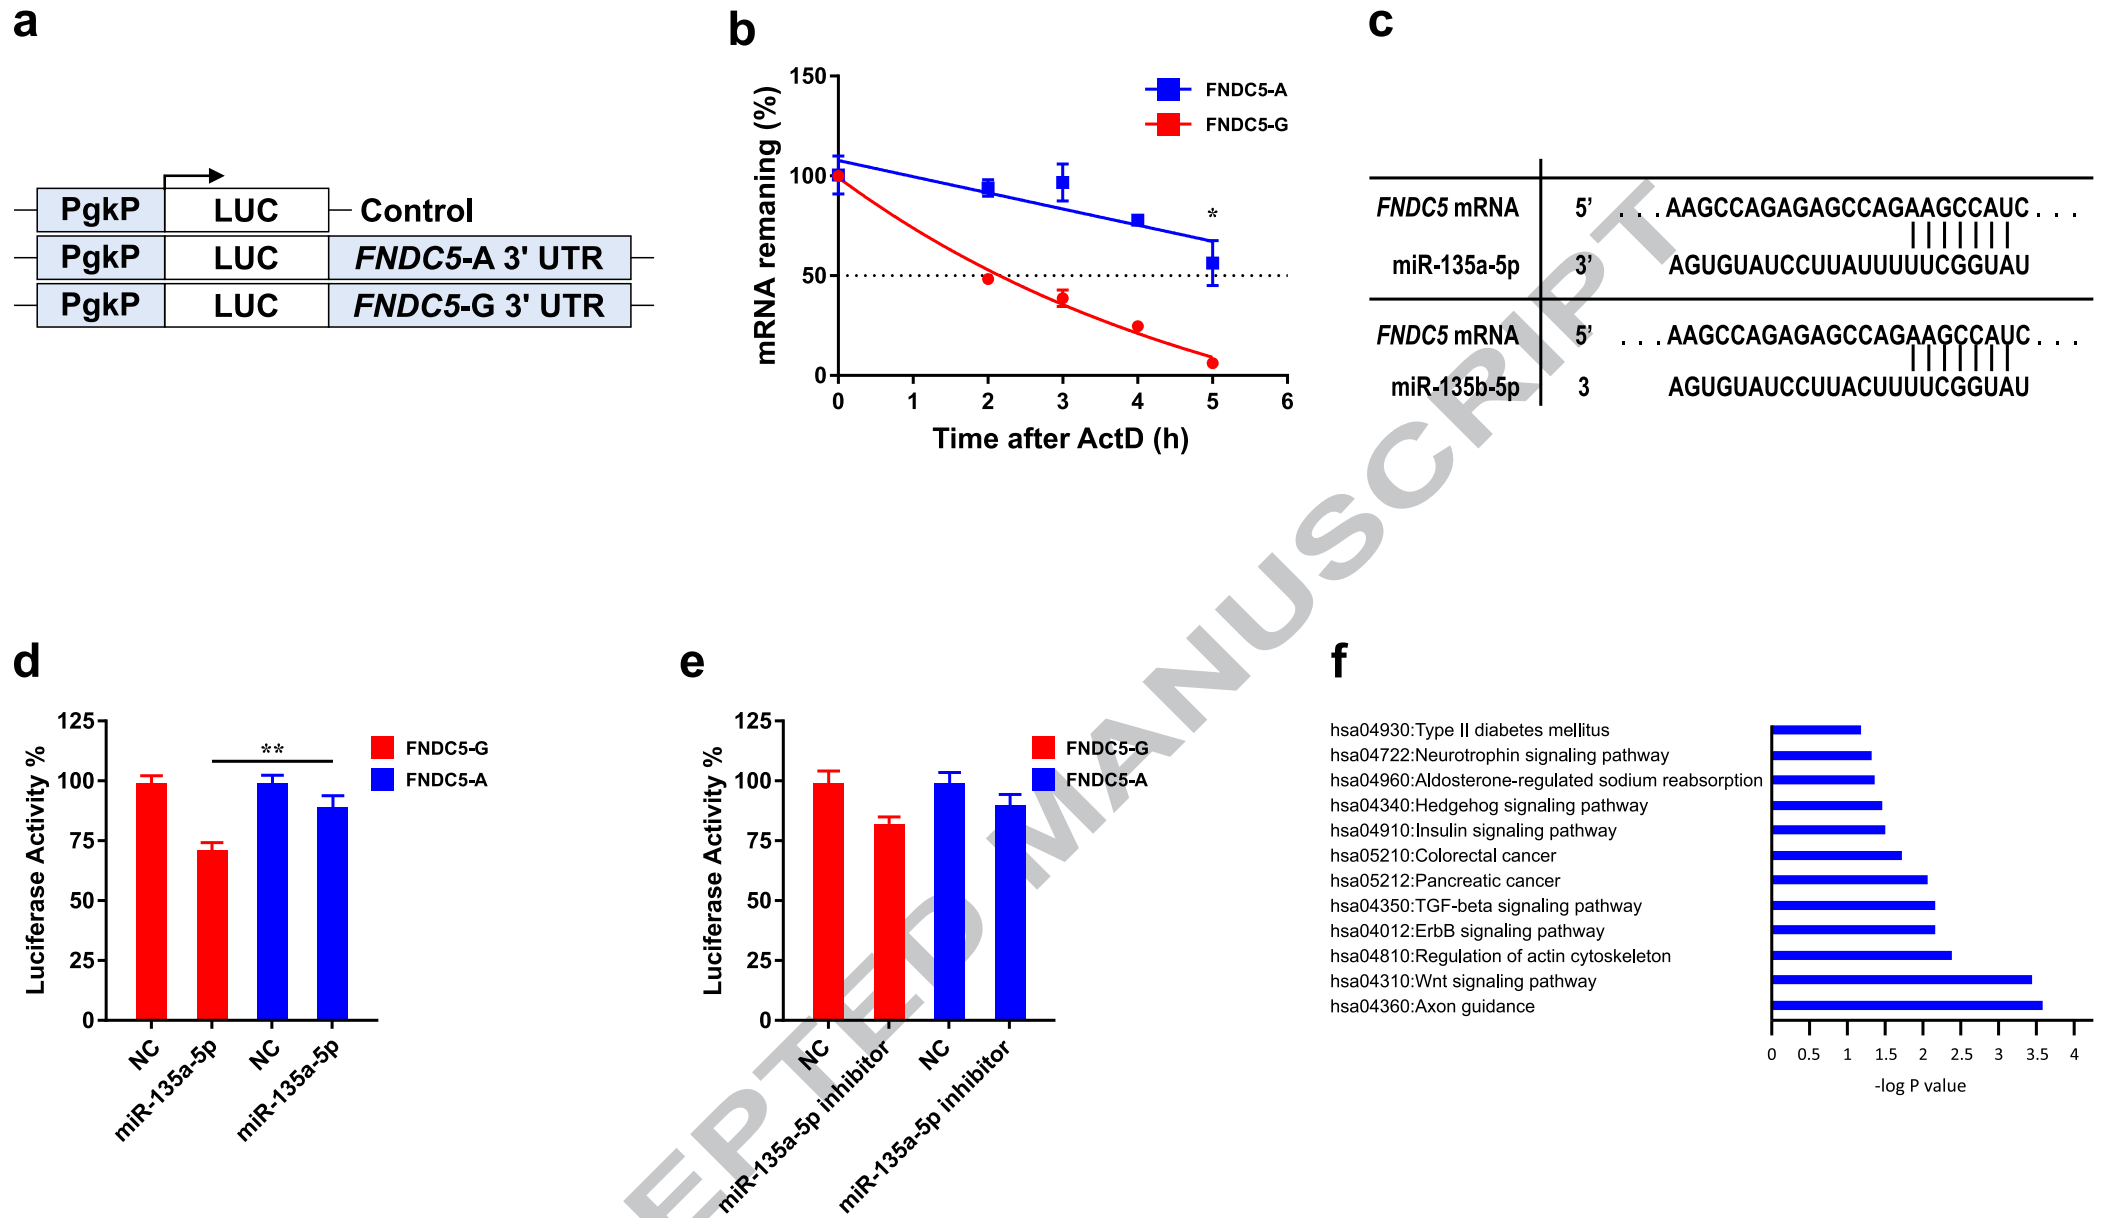 a
PgkP LUC Control
PgkP LUC FNDC5-A 3' UTR
PgkP LUC FNDC5-G 3' UTR
b
mRNA remaining (%)
150
100
50
0
0 1 2 3 4 5 6
Time after ActD (h)
FNDC5-A
FNDC5-G
*
c
FNDC5 mRNA 5’ . . . AAGCCAGAGAGCCAGAAGCCAUC . . .
miR-135a-5p 3’ AGUGUAUCCUUAUUUUUCGGUAU
FNDC5 mRNA 5’ . . . AAGCCAGAGAGCCAGAAGCCAUC . . .
miR-135b-5p 3 AGUGUAUCCUUACUUUUCGGUAU
d
Luciferase Activity %
125
100
75
50
25
0
**
FNDC5-G
FNDC5-A
NC
miR-135a-5p
NC
miR-135a-5p
e
Luciferase Activity %
125
100
75
50
25
0
FNDC5-G
FNDC5-A
NC
miR-135a-5p inhibitor
NC
miR-135a-5p inhibitor
f
hsa04930:Type II diabetes mellitus
hsa04722:Neurotrophin signaling pathway
hsa04960:Aldosterone-regulated sodium reabsorption
hsa04340:Hedgehog signaling pathway
hsa04910:Insulin signaling pathway
hsa05210:Colorectal cancer
hsa05212:Pancreatic cancer
hsa04350:TGF-beta signaling pathway
hsa04012:ErbB signaling pathway
hsa04810:Regulation of actin cytoskeleton
hsa04310:Wnt signaling pathway
hsa04360:Axon guidance
0 0.5 1 1.5 2 2.5 3 3.5 4
-log P value
EPTED MANUSCRIPT